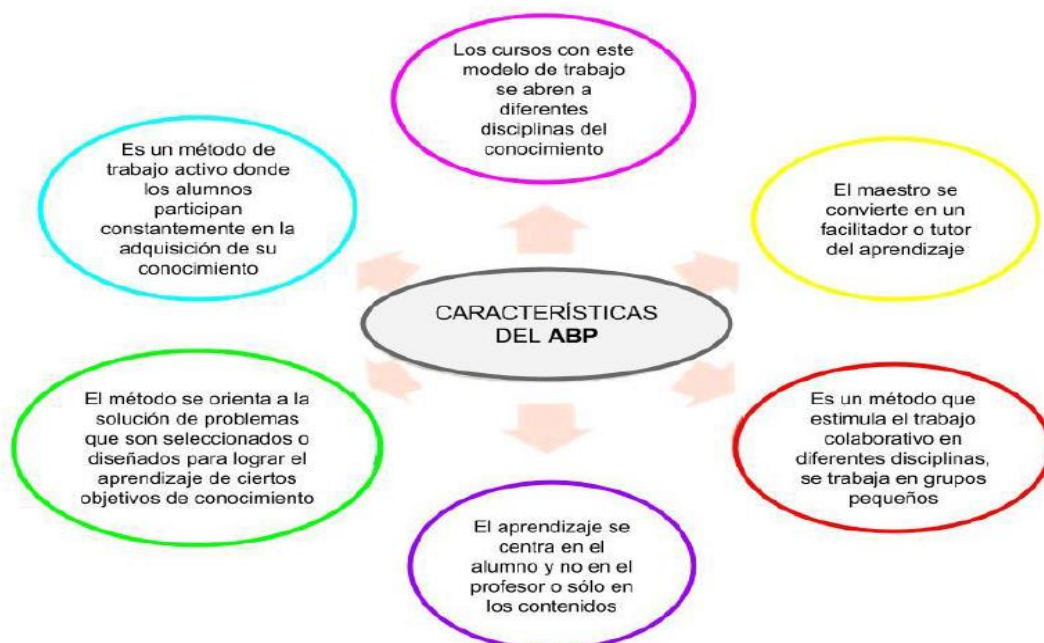 Los cursos con este
modelo de trabajo
se abren a
diferentes
disciplinas del
conocimiento
Es un método de
trabajo activo donde
los alumnos
participan
constantemente en la
adquisición de su
conocimiento
El maestro se
convierte en un
facilitador o tutor
del aprendizaje
CARACTERÍSTICAS
DEL ABP
El método se orienta a la
solución de problemas
que son seleccionados o
diseñados para lograr el
aprendizaje de ciertos
objetivos de conocimiento
Es un método que
estimula el trabajo
colaborativo en
diferentes disciplinas,
se trabaja en grupos
pequeños
El aprendizaje se
centra en el
alumno y no en el
profesor o sólo en
los contenidos